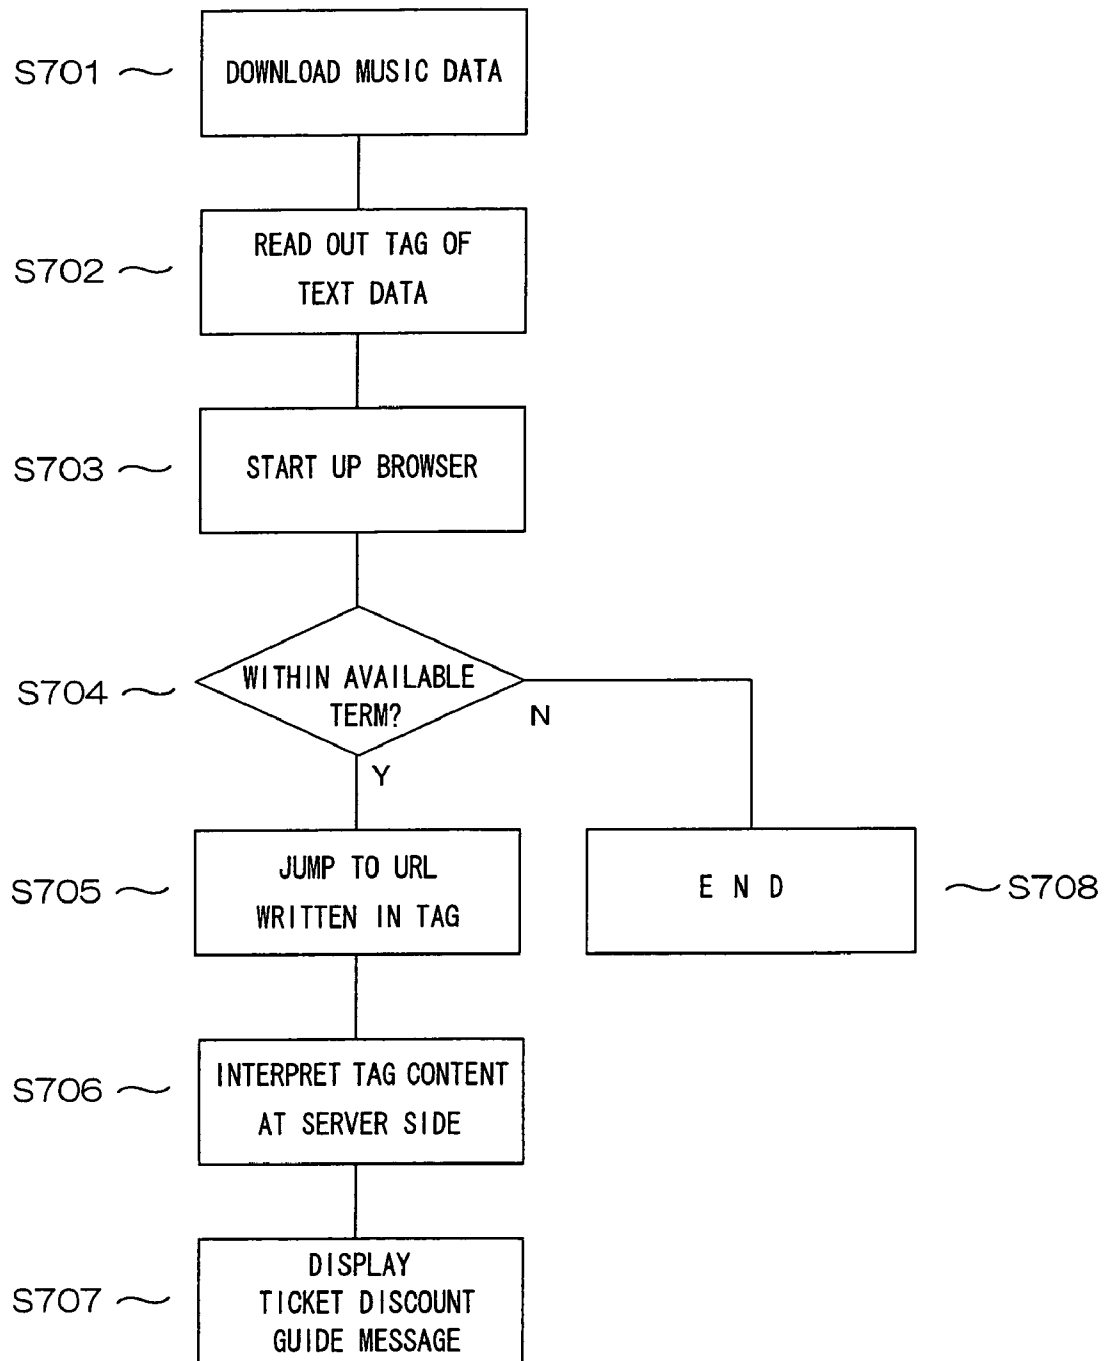 S701
DOWNLOAD MUSIC DATA
S702
READ OUT TAG OF
TEXT DATA
S703
START UP BROWSER
S704
WITHIN AVAILABLE
TERM?
N
Y
S705
JUMP TO URL
WRITTEN IN TAG
E N D
S708
S706
INTERPRET TAG CONTENT
AT SERVER SIDE
S707
DISPLAY
TICKET DISCOUNT
GUIDE MESSAGE